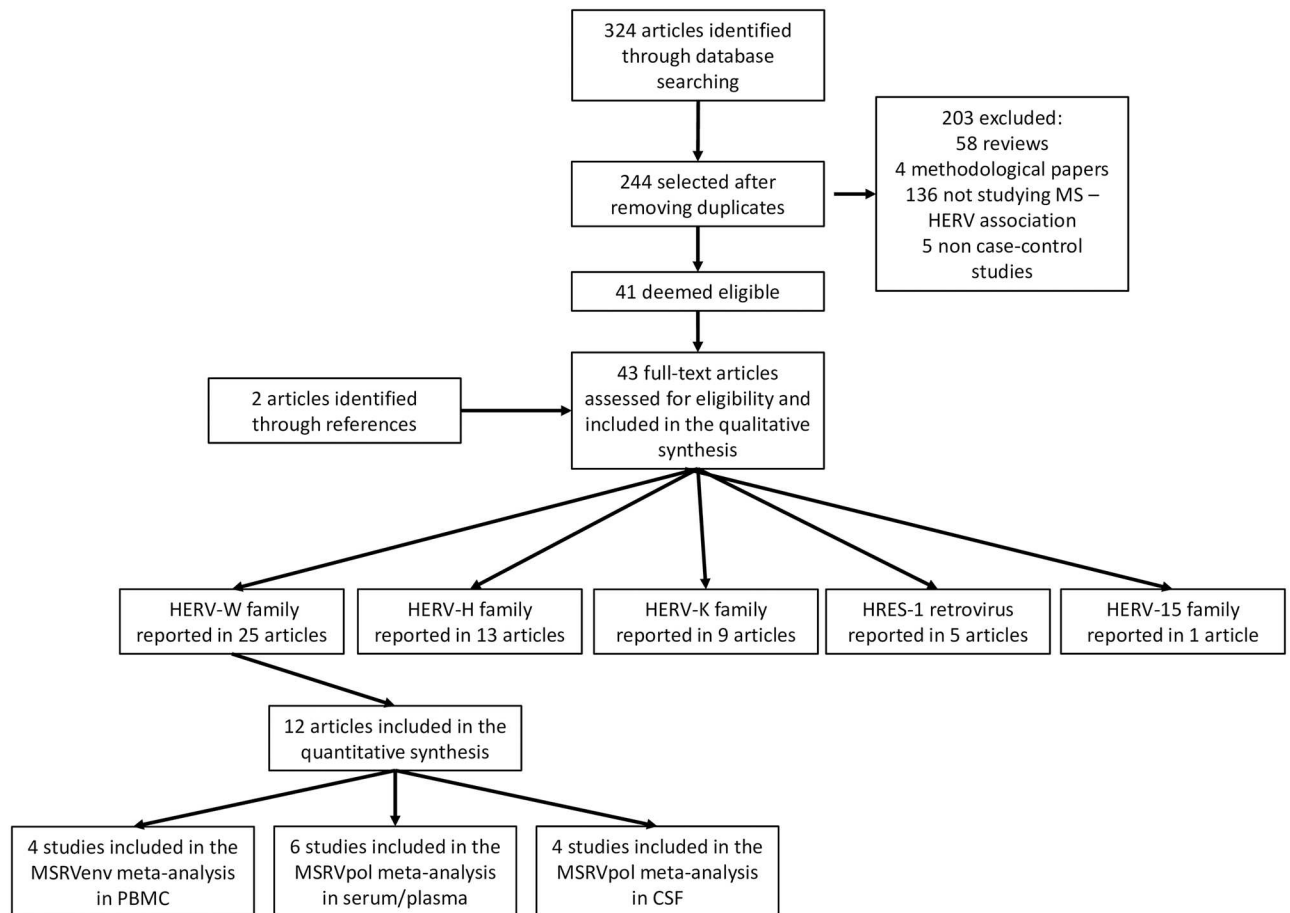 324 articles identified
through database
searching
203 excluded:
58 reviews
4 methodological papers
136 not studying MS –
HERV association
5 non case-control
studies
244 selected after
removing duplicates
41 deemed eligible
43 full-text articles
assessed for eligibility and
included in the qualitative
synthesis
2 articles identified
through references
HERV-W family
reported in 25 articles
HERV-H family
reported in 13 articles
HERV-K family
reported in 9 articles
HRES-1 retrovirus
reported in 5 articles
HERV-15 family
reported in 1 article
12 articles included in the
quantitative synthesis
4 studies included in the
MSRVenv meta-analysis
in PBMC
6 studies included in the
MSRVpol meta-analysis
in serum/plasma
4 studies included in the
MSRVpol meta-analysis
in CSF